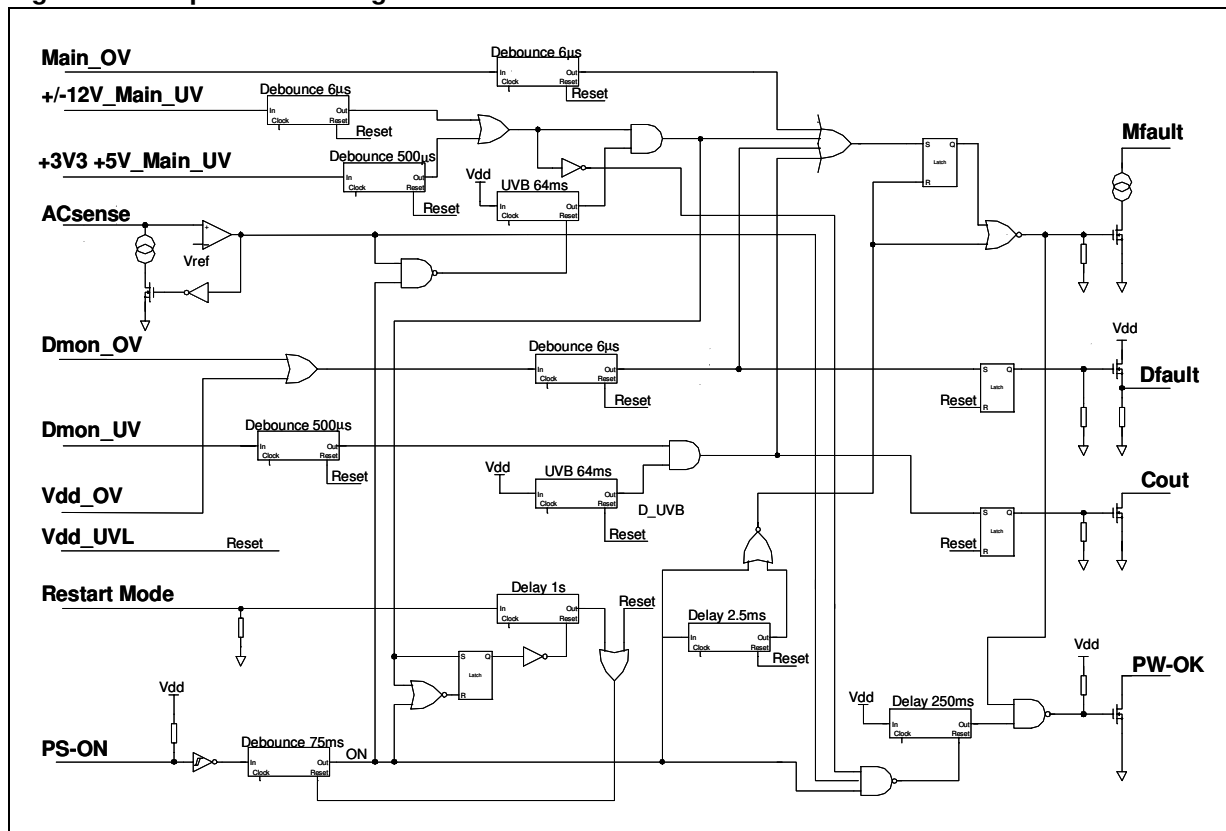 Main_OV
Debounce 6µs
In
Out
Clock
Reset
Reset
+/-12V_Main_UV
Debounce 6µs
In
Out
Clock
Reset
Reset
+3V3 +5V_Main_UV
Debounce 500µs
In
Out
Clock
Reset
Reset
Vdd
UVB 64ms
In
Out
Clock
Reset
S
Q
Latch
R
Mfault
ACsense
+
Vref
Dmon_OV
Debounce 6µs
In
Out
Clock
Reset
Reset
S
Q
Latch
Reset
R
Vdd
Dfault
Dmon_UV
Debounce 500µs
In
Out
Clock
Reset
Reset
Vdd
UVB 64ms
In
Out
Clock
Reset
Reset
D_UVB
S
Q
Latch
Reset
R
Cout
Vdd_OV
Vdd_UVL
Reset
Restart Mode
Delay 1s
In
Out
Clock
Reset
Reset
S
Q
Latch
R
Delay 2.5ms
In
Out
Clock
Reset
Reset
Vdd
Delay 250ms
In
Out
Clock
Reset
Vdd
PW-OK
Vdd
PS-ON
Debounce 75ms
In
Out
Clock
Reset
ON